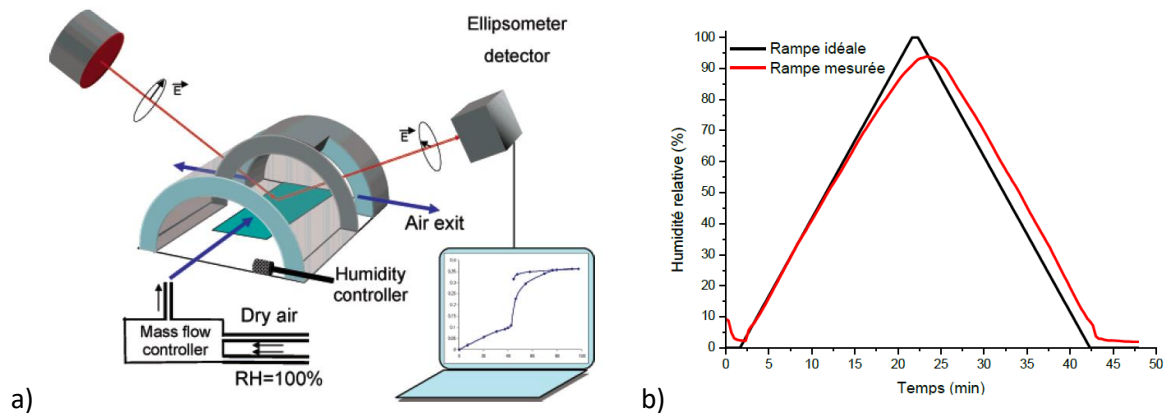 Ellipsometer
detector
E
E
Air exit
Humidity
controller
Dry air
Mass flow
controller
RH=100%
a)
Rampe idéale
Rampe mesurée
Humidité relative (%)
100
90
80
70
60
50
40
30
20
10
0
0 5 10 15 20 25 30 35 40 45 50
Temps (min)
b)